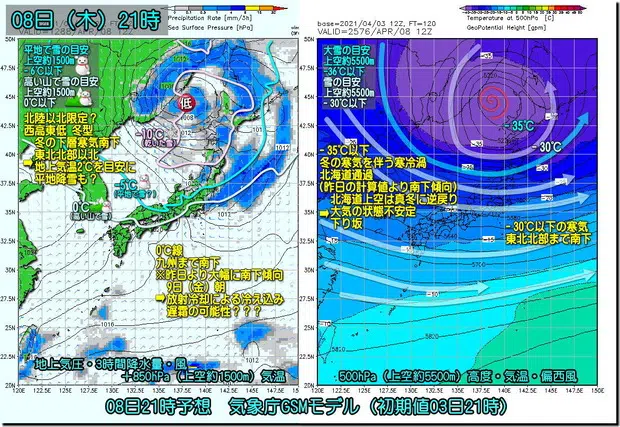 08日（木）21時
Precipitation Rate [mm/3h]
Sea Surface Pressure [hPa]
平地で雪の目安
上空約1500m
-6℃以下
高い山で雪の目安
上空約1500m
0℃以下
北陸以北限定？
西高東低 冬型
冬の下層寒気南下
東北北部以北
➡地上気温2℃を目安に
平地降雪も？
低
-10℃
(乾いた雪)
-5℃
(平地で雪？)
0℃
(高い山で雪)
0℃線
九州まで南下
※昨日より大幅に南下傾向
9日（金）朝
➡放射冷却による冷え込み
遅霜の可能性？？？
地上気圧・3時間降水量・風
+850hPa（上空約1500m）気温
base=2021/04/03 12Z, FT=120
VALID=2576/APR/08 12Z
Temperature at 500hPa [C]
GeoPotential Height [gpm]
大雪の目安
上空約5500m
-36℃以下
雪の目安
上空約5500m
-30℃以下
-35℃
-30℃
-35℃以下
冬の寒気を伴う寒冷渦
北海道通過
（昨日の計算値より南下傾向）
北海道上空は真冬に逆戻り
➡大気の状態不安定
下り坂
-30℃以下の寒気
東北北部まで南下
500hPa（上空約5500m）高度・気温・偏西風
08日21時予想　気象庁GSMモデル（初期値03日21時）